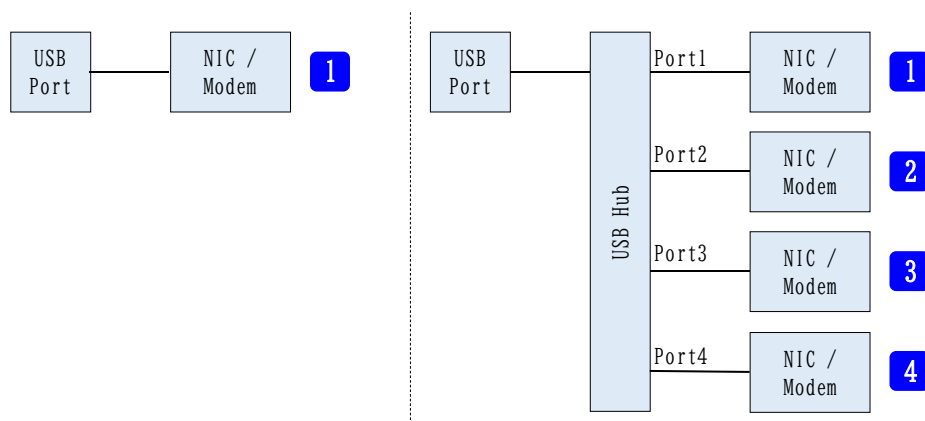 USB
Port
NIC /
Modem
1
USB
Port
USB Hub
Port1
NIC /
Modem
1
Port2
NIC /
Modem
2
Port3
NIC /
Modem
3
Port4
NIC /
Modem
4